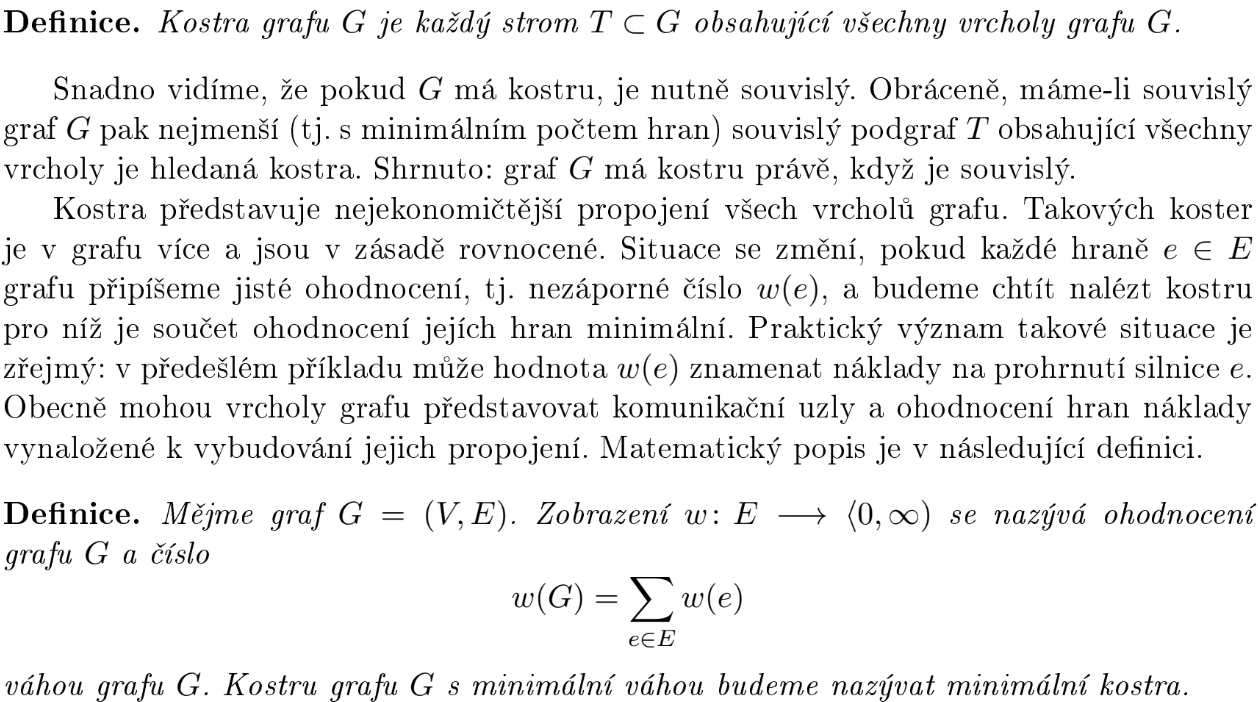 Definice. Kostra grafu G je každý strom T ⊂ G obsahující všechny vrcholy grafu G.
Snadno vidíme, že pokud G má kostru, je nutně souvislý. Obráceně, máme-li souvislý
graf G pak nejmenší (tj. s minimálním počtem hran) souvislý podgraf T obsahující všechny
vrcholy je hledaná kostra. Shrnuto: graf G má kostru právě, když je souvislý.
Kostra představuje nejekonomičtější propojení všech vrcholů grafu. Takových koster
je v grafu více a jsou v zásadě rovnocené. Situace se změní, pokud každé hraně e ∈ E
grafu připíšeme jisté ohodnocení, tj. nezáporné číslo w(e), a budeme chtít nalézt kostru
pro níž je součet ohodnocení jejích hran minimální. Praktický význam takové situace je
zřejmý: v předešlém příkladu může hodnota w(e) znamenat náklady na prohrnutí silnice e.
Obecně mohou vrcholy grafu představovat komunikační uzly a ohodnocení hran náklady
vynaložené k vybudování jejich propojení. Matematický popis je v následující definici.
Definice. Mějme graf G = (V, E). Zobrazení w: E ⟶ ⟨0, ∞) se nazývá ohodnocení
grafu G a číslo
w(G) = ∑_{e∈E} w(e)
váhou grafu G. Kostru grafu G s minimální váhou budeme nazývat minimální kostra.